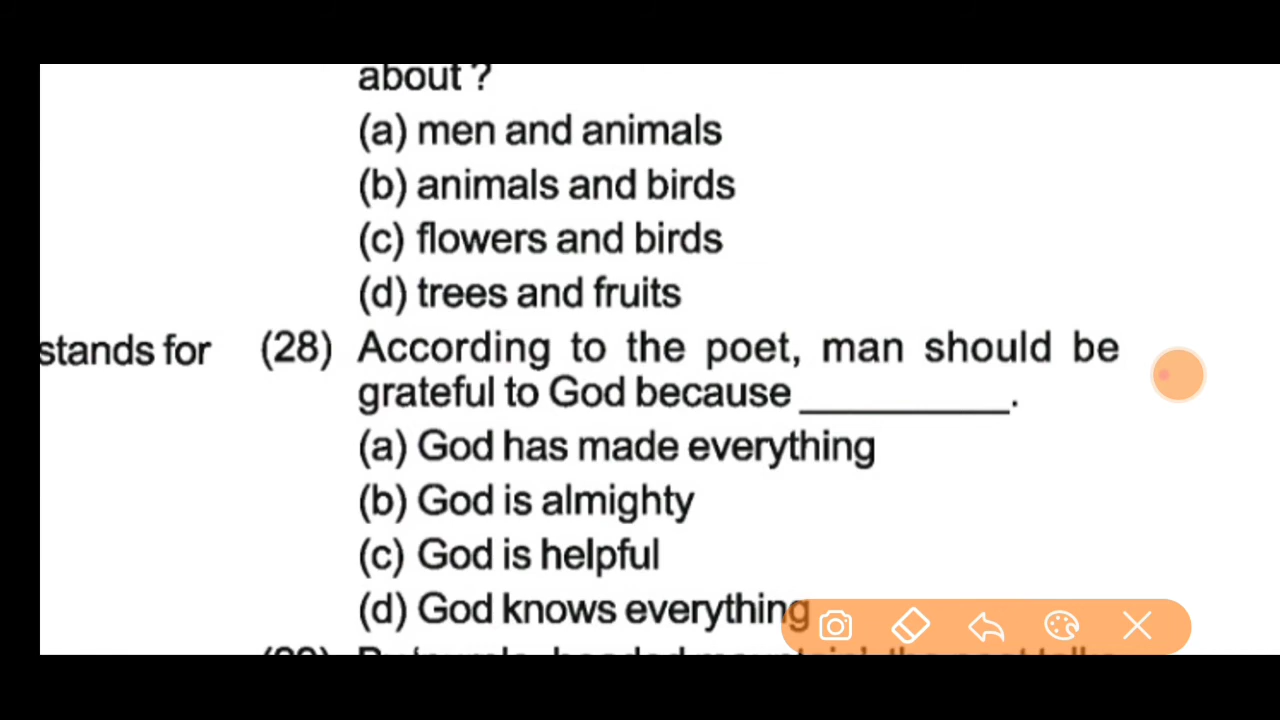 about ?
(a) men and animals
(b) animals and birds
(c) flowers and birds
(d) trees and fruits
stands for
(28) According to the poet, man should be
grateful to God because __________.
(a) God has made everything
(b) God is almighty
(c) God is helpful
(d) God knows everything